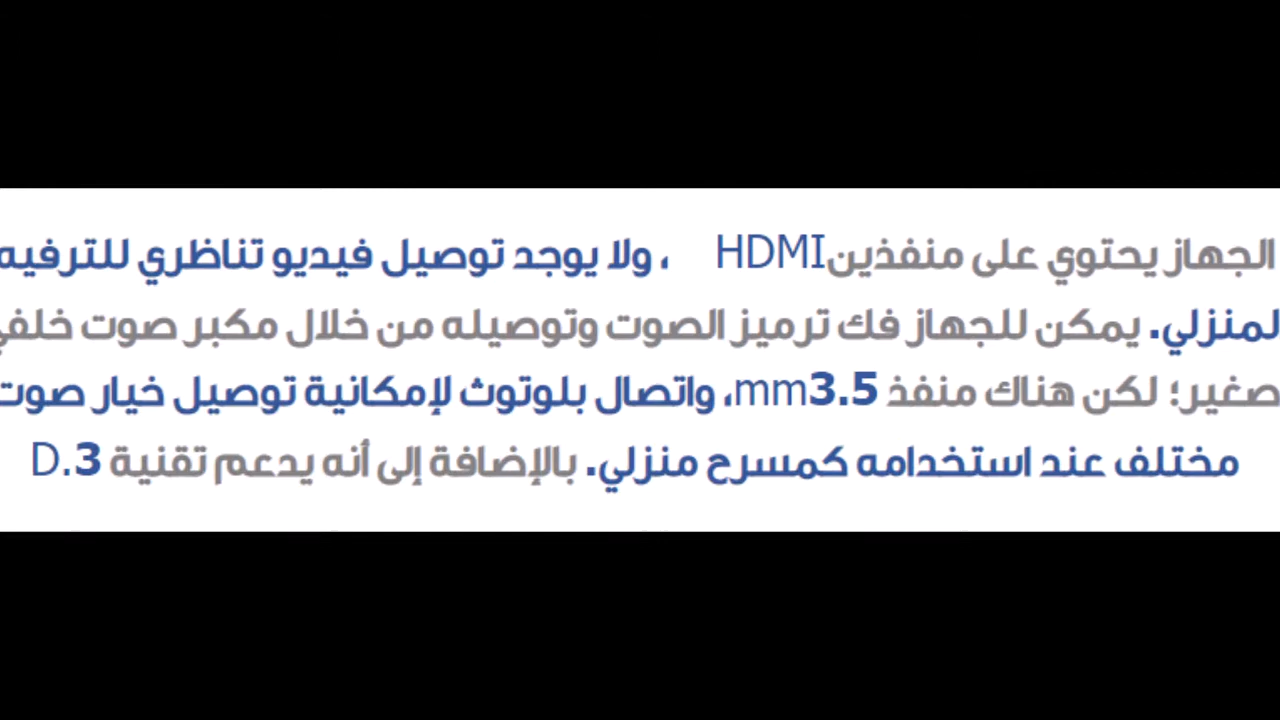 الجهاز يحتوي على منفذين HDMI ، ولا يوجد توصيل فيديو تناظري للترفيه
لمنزلي. يمكن للجهاز فك ترميز الصوت وتوصيله من خلال مكبر صوت خلفي
صغير؛ لكن هناك منفذ 3.5mm، واتصال بلوتوث لإمكانية توصيل خيار صوت
مختلف عند استخدامه كمسرح منزلي. بالإضافة إلى أنه يدعم تقنية 3.D